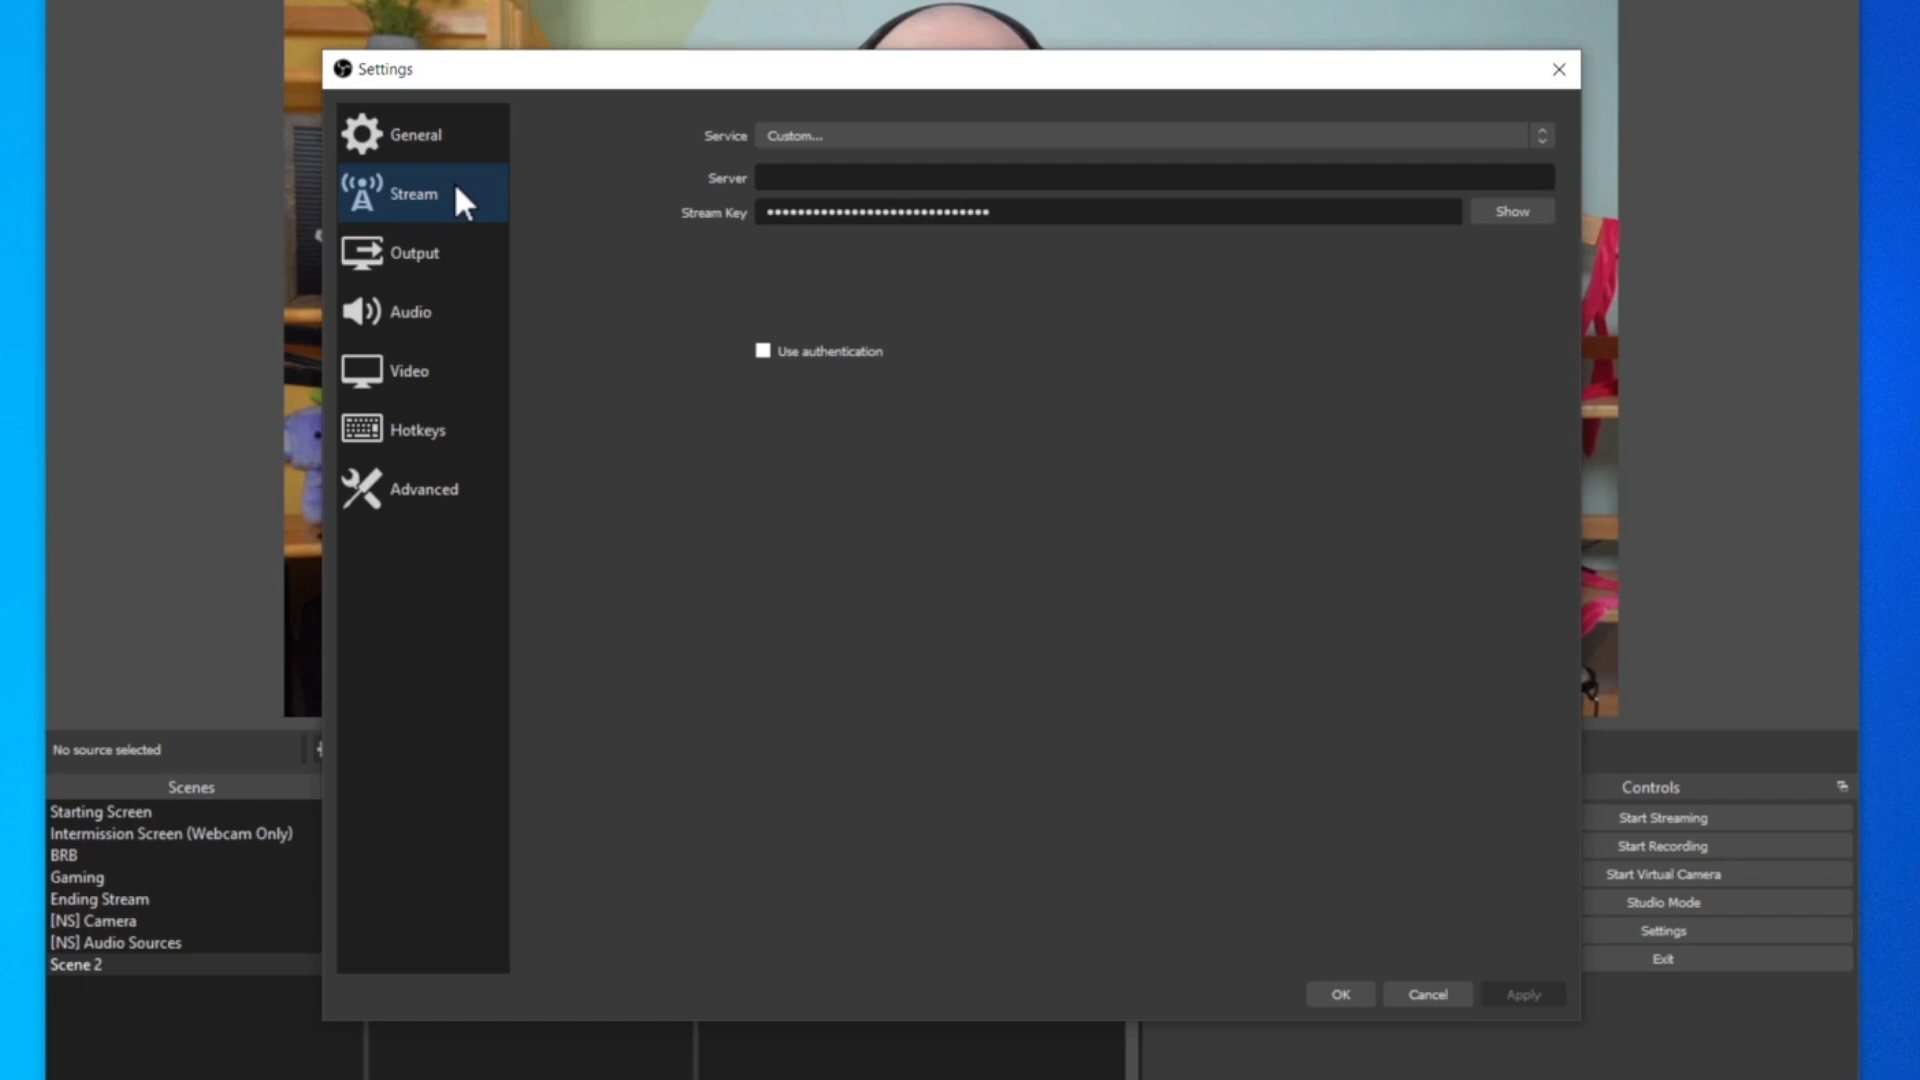 Settings
General
Stream
Output
Audio
Video
Hotkeys
Advanced
Service
Custom...
Server
Stream Key
••••••••••••••••••••••••••••••
Show
Use authentication
OK
Cancel
Apply
No source selected
Scenes
Starting Screen
Intermission Screen (Webcam Only)
BRB
Gaming
Ending Stream
[NS] Camera
[NS] Audio Sources
Scene 2
Controls
Start Streaming
Start Recording
Start Virtual Camera
Studio Mode
Settings
Exit